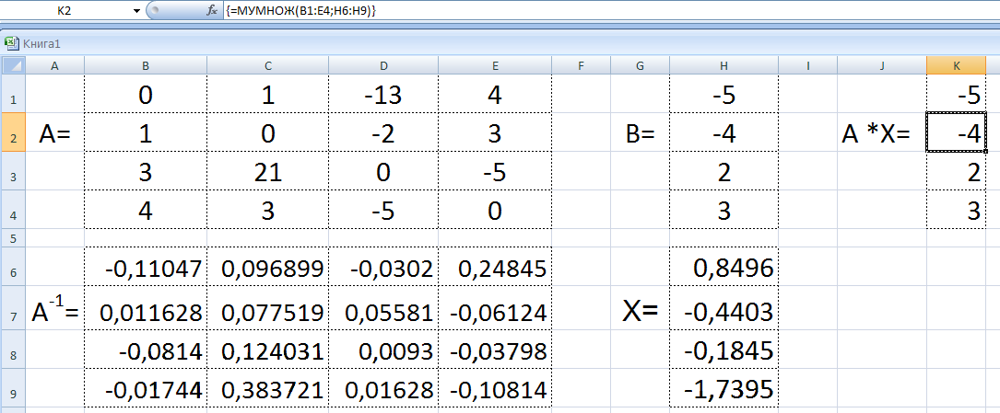 K2 fx {=МУМНОЖ(B1:E4;H6:H9)}
Книга1
A B C D E F G H I J K
1 0 1 -13 4 -5 -5
2 A= 1 0 -2 3 B= -4 A *X= -4
3 3 21 0 -5 2 2
4 4 3 -5 0 3 3
5
6 -0,11047 0,096899 -0,0302 0,24845 0,8496
7 A-1= 0,011628 0,077519 0,05581 -0,06124 X= -0,4403
8 -0,0814 0,124031 0,0093 -0,03798 -0,1845
9 -0,01744 0,383721 0,01628 -0,10814 -1,7395